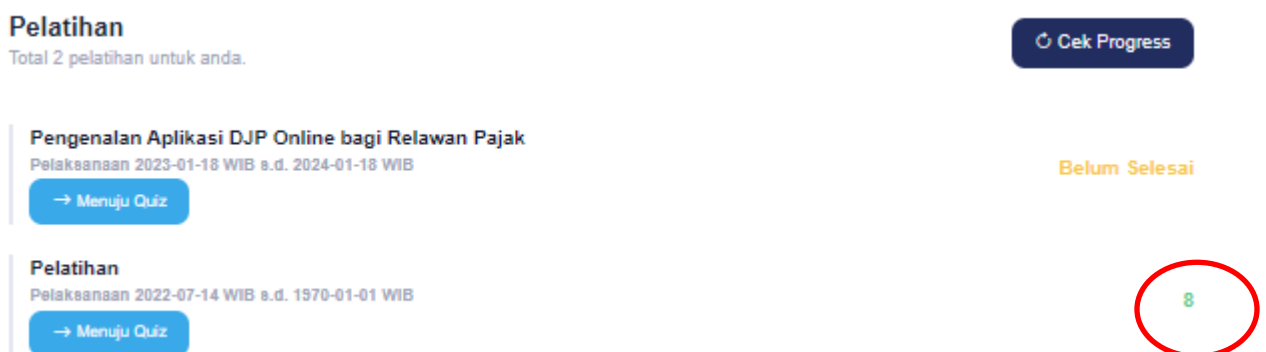 Pelatihan
Total 2 pelatihan untuk anda.
Cek Progress
Pengenalan Aplikasi DJP Online bagi Relawan Pajak
Pelaksanaan 2023-01-18 WIB s.d. 2024-01-18 WIB
Belum Selesai
→ Menuju Quiz
Pelatihan
Pelaksanaan 2022-07-14 WIB s.d. 1970-01-01 WIB
8
→ Menuju Quiz